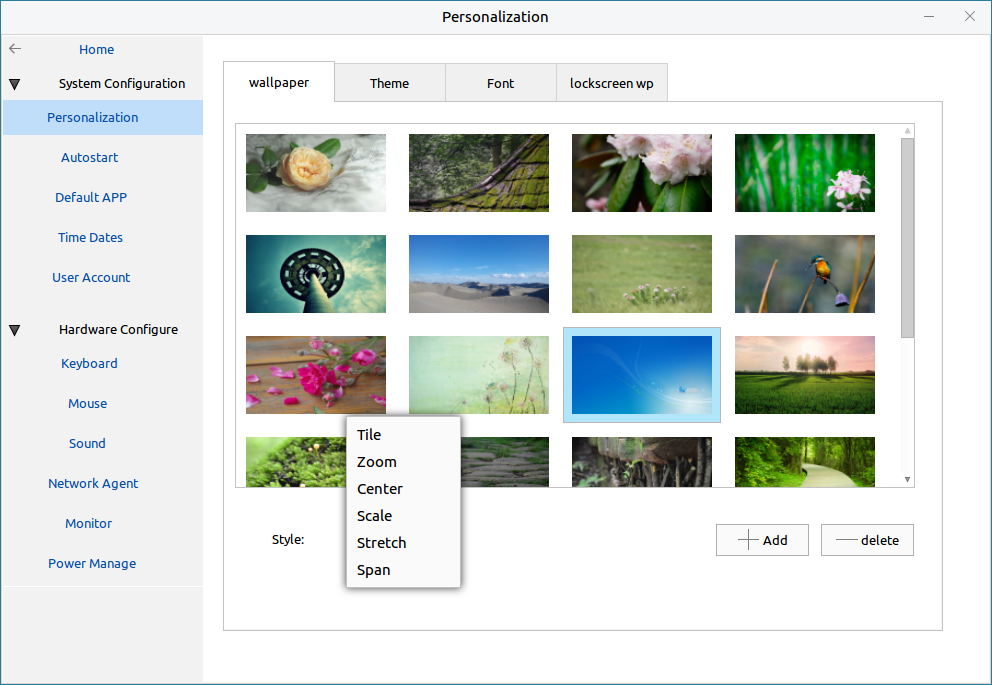 Personalization
Home
System Configuration
Personalization
Autostart
Default APP
Time Dates
User Account
Hardware Configure
Keyboard
Mouse
Sound
Network Agent
Monitor
Power Manage
wallpaper
Theme
Font
lockscreen wp
Tile
Zoom
Center
Scale
Stretch
Span
Style:
Add
delete